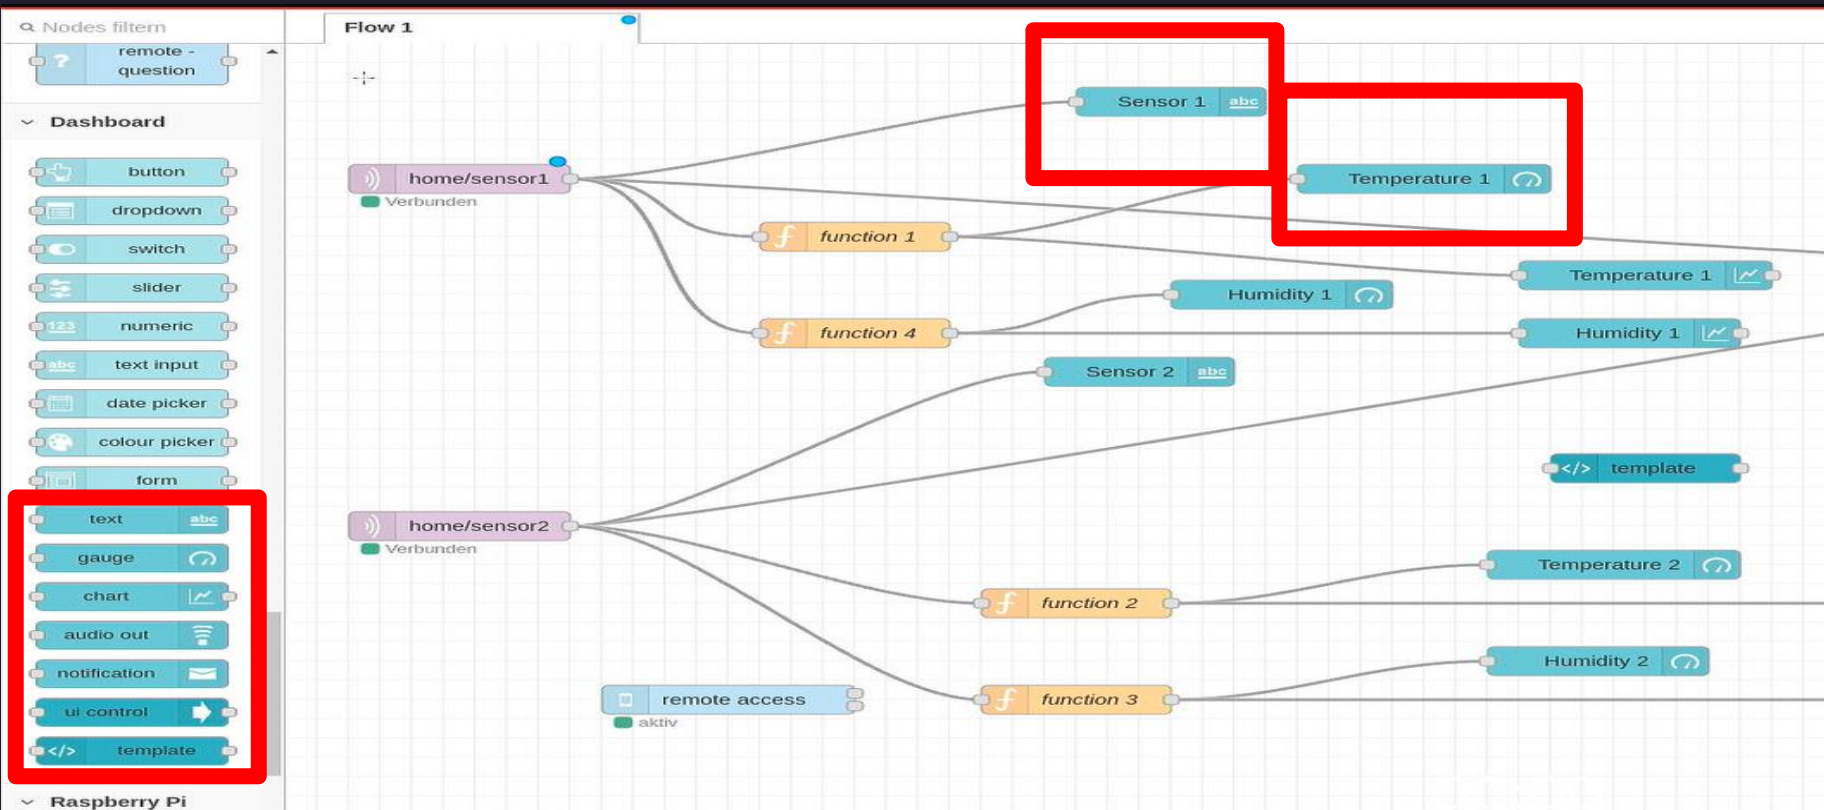 Nodes filtern
remote -
question
Dashboard
button
dropdown
switch
slider
123
numeric
abc
text input
date picker
colour picker
form
text
abc
gauge
chart
audio out
notification
ui control
</>
template
Raspberry Pi
Flow 1
Sensor 1
abc
home/sensor1
Verbunden
Temperature 1
function 1
Temperature 1
Humidity 1
function 4
Humidity 1
Sensor 2
abc
</>
template
home/sensor2
Verbunden
Temperature 2
function 2
Humidity 2
remote access
aktiv
function 3